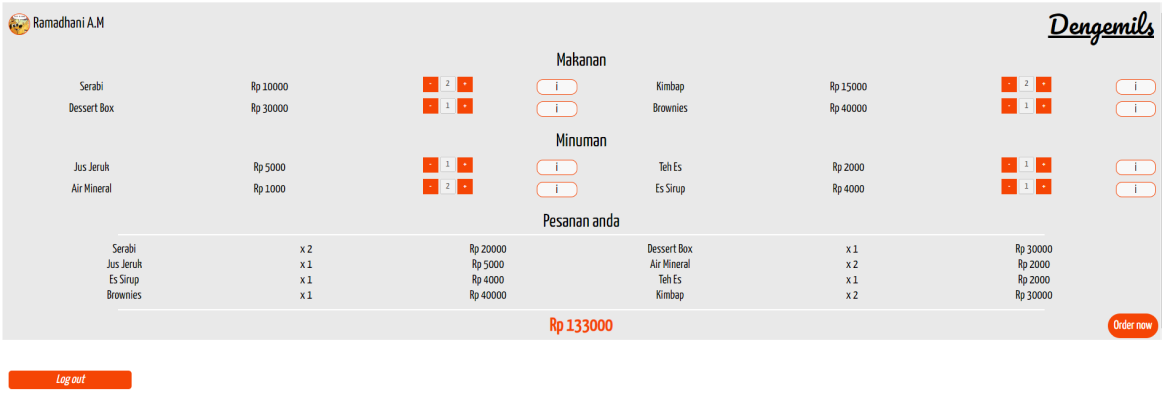 Ramadhani A.M
Dengemils
Makanan
Serabi Rp 10000 - 2 + i Kimbap Rp 15000 - 2 + i
Dessert Box Rp 30000 - 1 + i Brownies Rp 40000 - 1 + i
Minuman
Jus Jeruk Rp 5000 - 1 + i Teh Es Rp 2000 - 1 + i
Air Mineral Rp 1000 - 2 + i Es Sirup Rp 4000 - 1 + i
Pesanan anda
Serabi x 2 Rp 20000 Dessert Box x 1 Rp 30000
Jus Jeruk x 1 Rp 5000 Air Mineral x 2 Rp 2000
Es Sirup x 1 Rp 4000 Teh Es x 1 Rp 2000
Brownies x 1 Rp 40000 Kimbap x 2 Rp 30000
Rp 133000 Order now
Log out